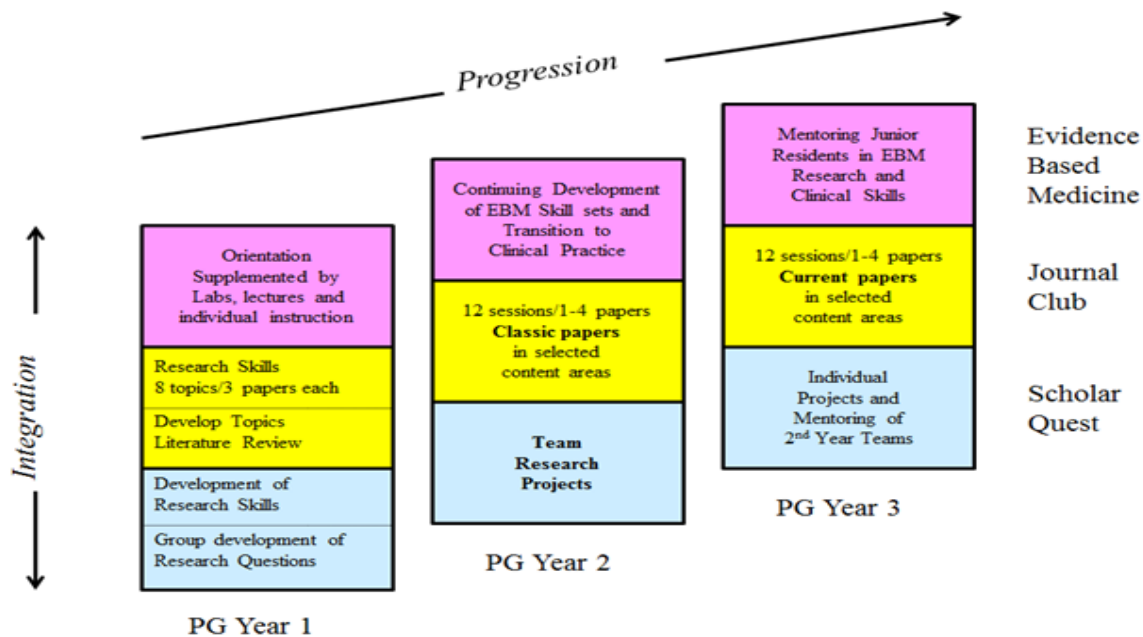 Progression
Orientation
Supplemented by
Labs, lectures and
individual instruction
Research Skills
8 topics/3 papers each
Develop Topics
Literature Review
Development of
Research Skills
Group development of
Research Questions
PG Year 1
Continuing Development
of EBM Skill sets and
Transition to
Clinical Practice
12 sessions/1-4 papers
Classic papers
in selected
content areas
Team
Research
Projects
PG Year 2
Mentoring Junior
Residents in EBM
Research and
Clinical Skills
12 sessions/1-4 papers
Current papers
in selected
content areas
Individual
Projects and
Mentoring of
2nd Year Teams
PG Year 3
Evidence
Based
Medicine
Journal
Club
Scholar
Quest
Integration